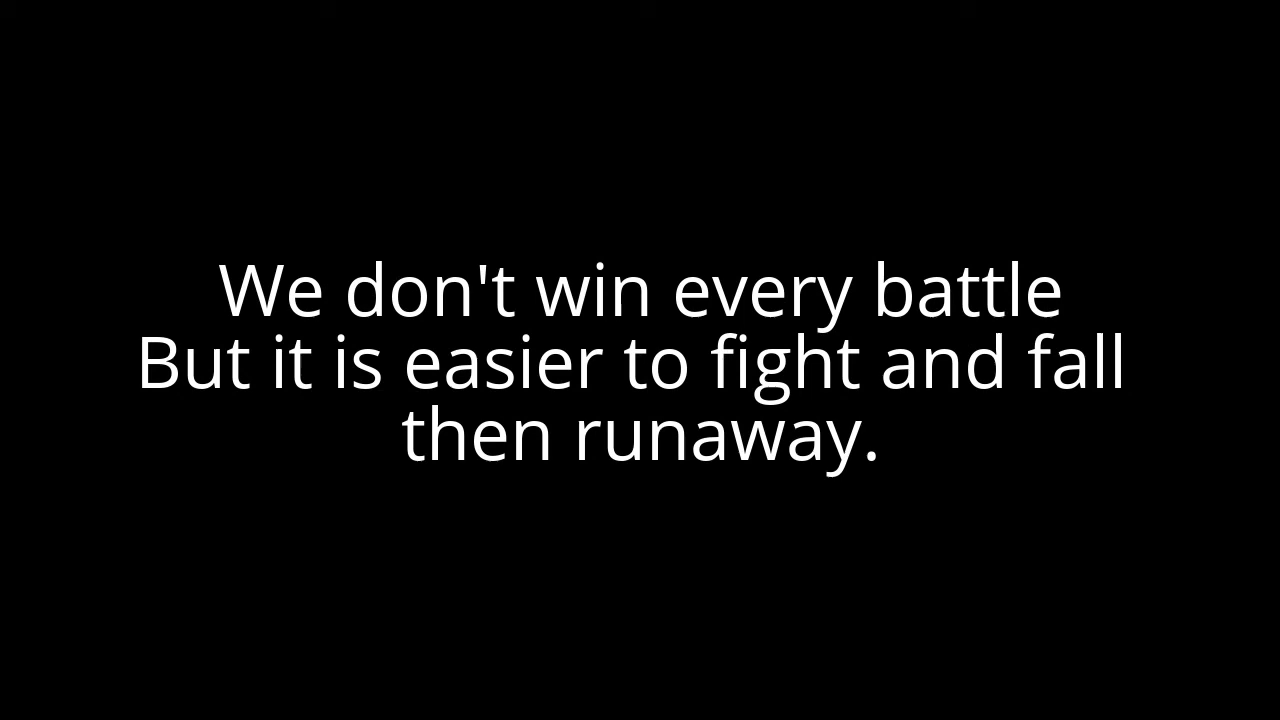 We don't win every battle
But it is easier to fight and fall
then runaway.